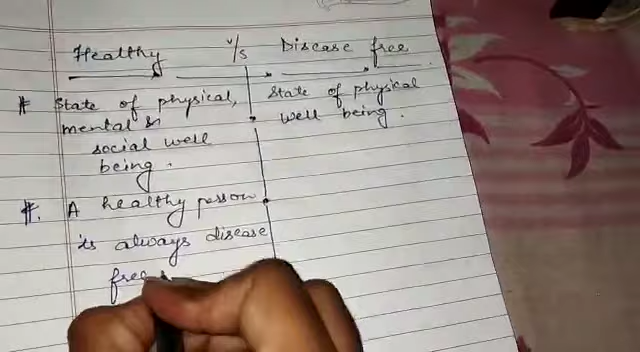 Healthy v/s Disease free
# State of physical,
mental &
social well
being.
State of physical
well being.
#. A healthy person
is always disease
free